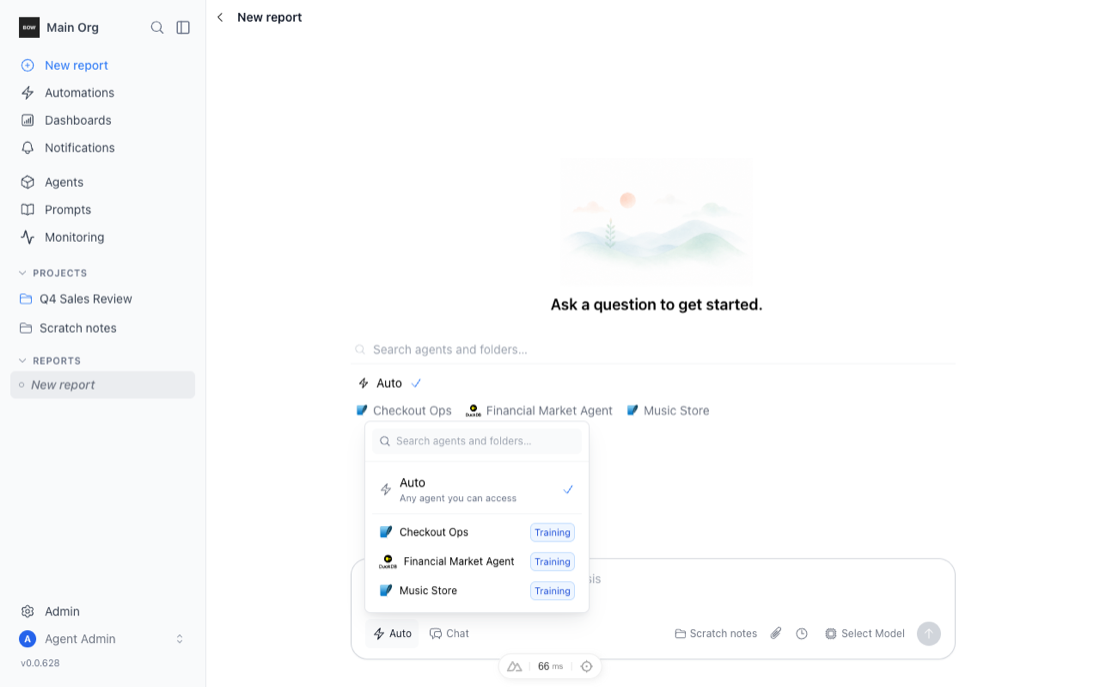 BOW Main Org
New report
Automations
Dashboards
Notifications
Agents
Prompts
Monitoring
PROJECTS
Q4 Sales Review
Scratch notes
REPORTS
New report
Admin
A Agent Admin
v0.0.628
New report
Ask a question to get started.
Search agents and folders...
Auto
Checkout Ops Financial Market Agent Music Store
Search agents and folders...
Auto
Any agent you can access
Checkout Ops Training
Financial Market Agent Training
Music Store Training
Auto Chat Scratch notes Select Model
66 ms